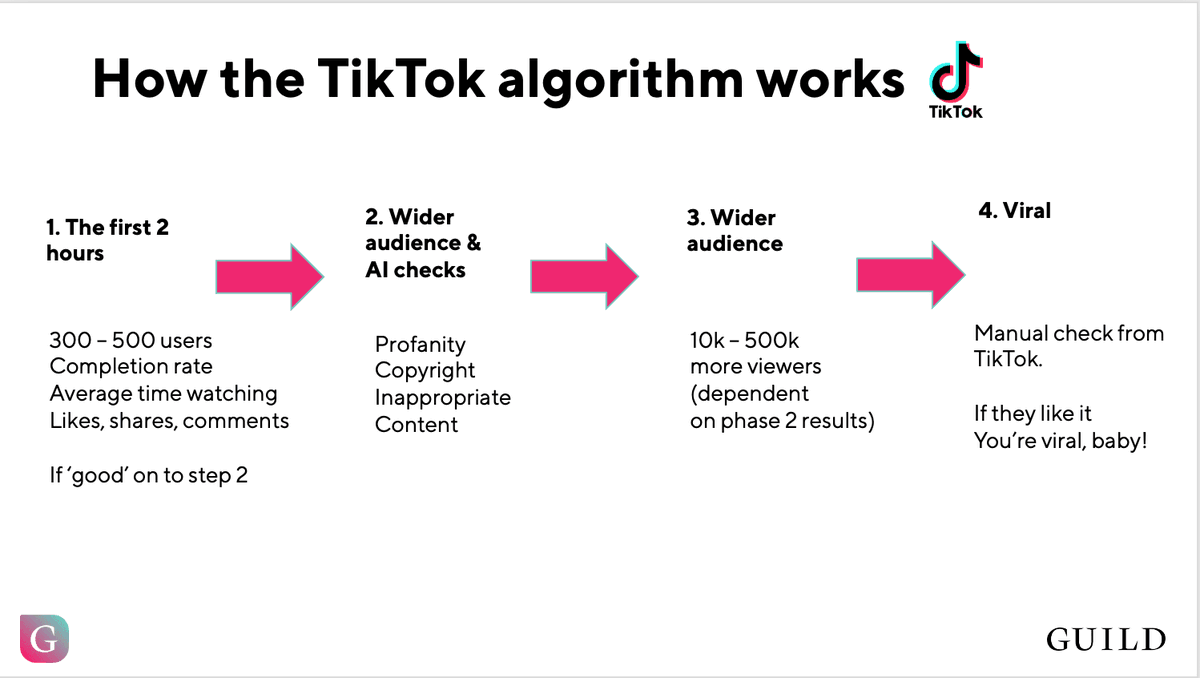 How the TikTok algorithm works
TikTok
1. The first 2
hours
300 – 500 users
Completion rate
Average time watching
Likes, shares, comments
If ‘good’ on to step 2
2. Wider
audience &
AI checks
Profanity
Copyright
Inappropriate
Content
3. Wider
audience
10k – 500k
more viewers
(dependent
on phase 2 results)
4. Viral
Manual check from
TikTok.
If they like it
You’re viral, baby!
G
GUILD